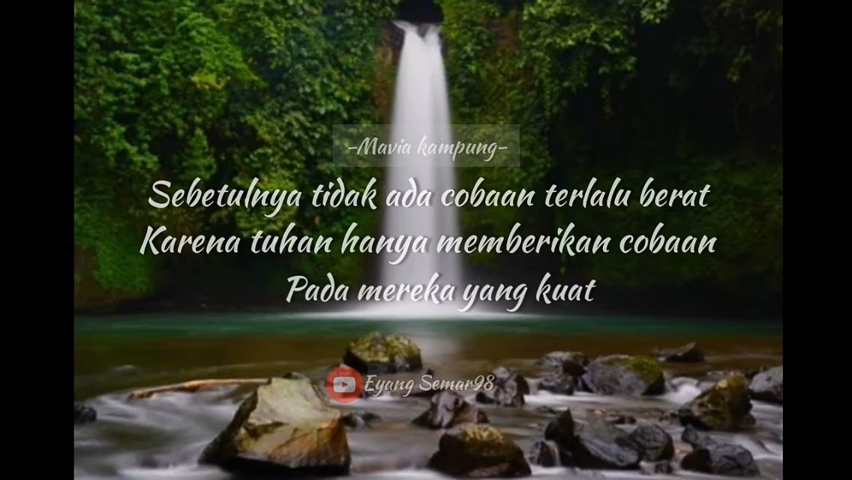 -Mavia kampung-
Sebetulnya tidak ada cobaan terlalu berat
Karena tuhan hanya memberikan cobaan
Pada mereka yang kuat
Eyang Semar98